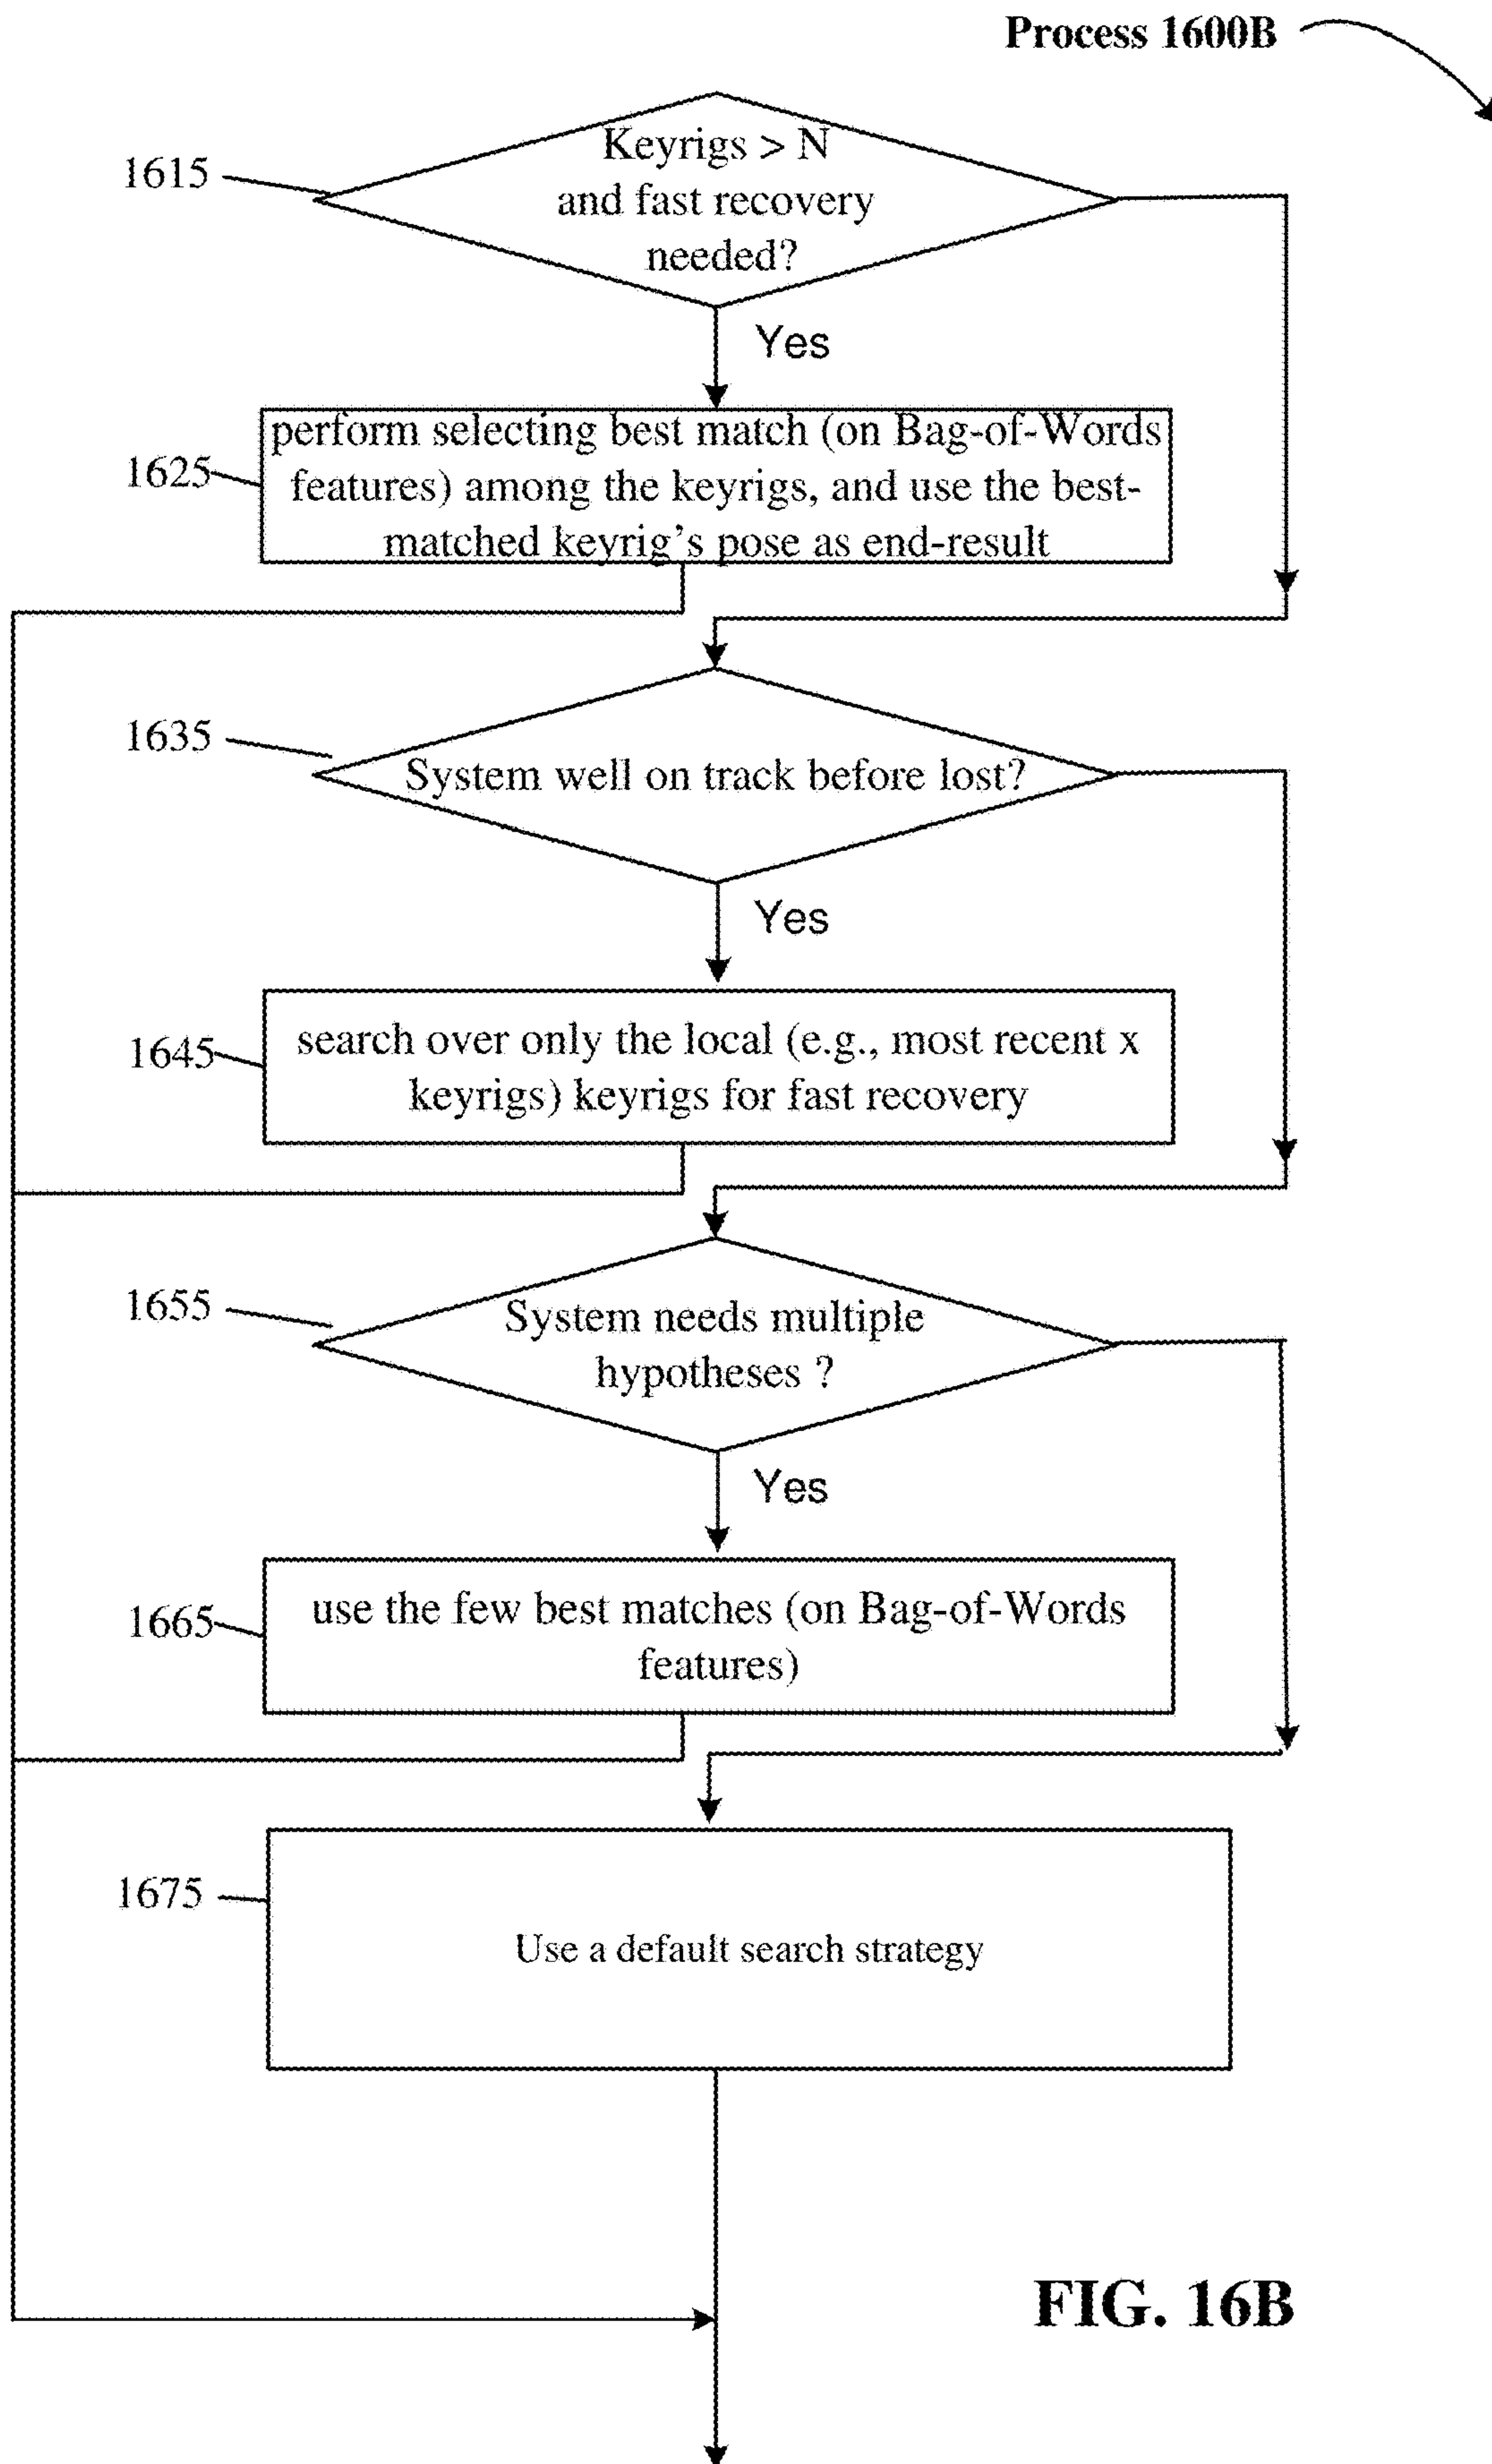 Process 1600B
1615
Keyrigs > N
and fast recovery
needed?
Yes
1625
perform selecting best match (on Bag-of-Words
features) among the keyrigs, and use the best-
matched keyrig's pose as end-result
1635
System well on track before lost?
Yes
1645
search over only the local (e.g., most recent x
keyrigs) keyrigs for fast recovery
1655
System needs multiple
hypotheses ?
Yes
1665
use the few best matches (on Bag-of-Words
features)
1675
Use a default search strategy
FIG. 16B